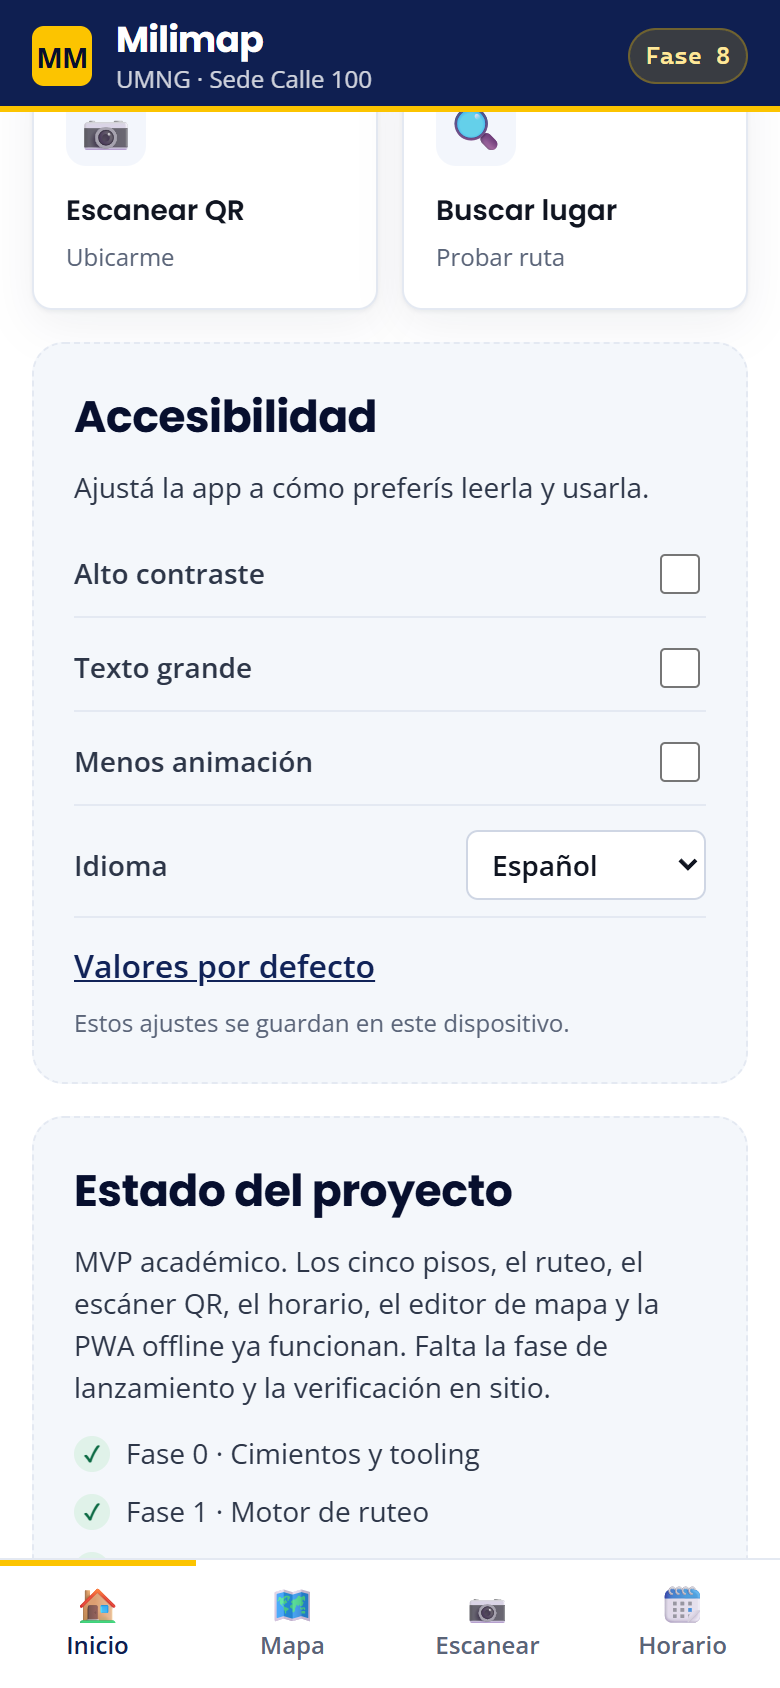 MM
Milimap
UMNG · Sede Calle 100
Fase 8
Escanear QR
Ubicarme
Buscar lugar
Probar ruta
Accesibilidad
Ajustá la app a cómo preferís leerla y usarla.
Alto contraste
Texto grande
Menos animación
Idioma
Español
Valores por defecto
Estos ajustes se guardan en este dispositivo.
Estado del proyecto
MVP académico. Los cinco pisos, el ruteo, el
escáner QR, el horario, el editor de mapa y la
PWA offline ya funcionan. Falta la fase de
lanzamiento y la verificación en sitio.
✓ Fase 0 · Cimientos y tooling
✓ Fase 1 · Motor de ruteo
Inicio
Mapa
Escanear
Horario